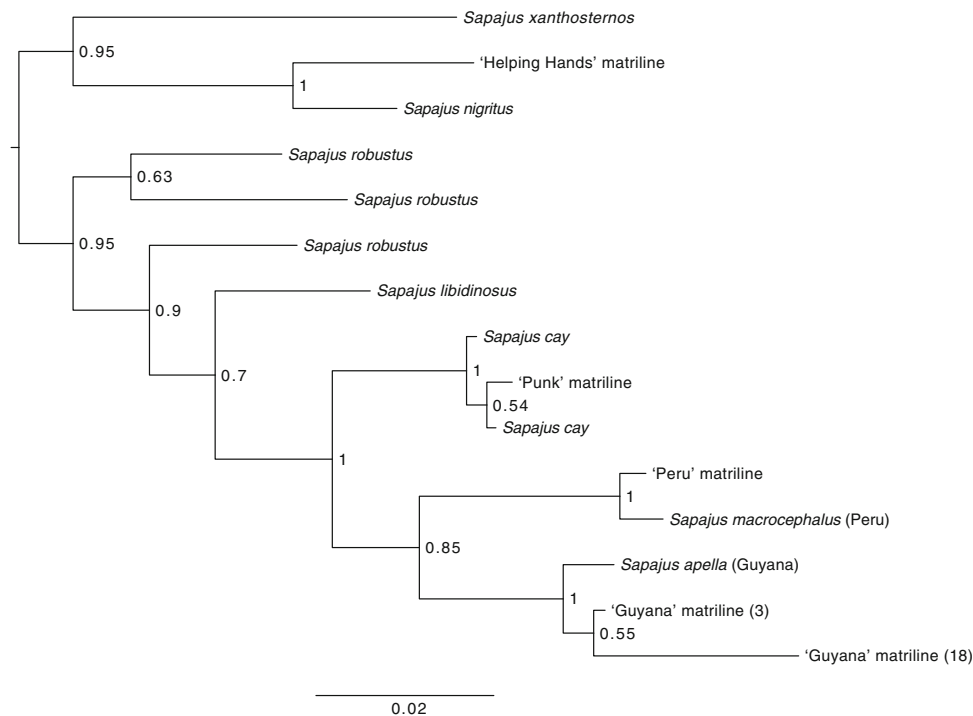 Sapajus xanthosternos
0.95
‘Helping Hands’ matriline
1
Sapajus nigritus
Sapajus robustus
0.63
Sapajus robustus
0.95
Sapajus robustus
0.9
Sapajus libidinosus
0.7
Sapajus cay
1
‘Punk’ matriline
0.54
Sapajus cay
1
‘Peru’ matriline
1
Sapajus macrocephalus (Peru)
0.85
Sapajus apella (Guyana)
1
‘Guyana’ matriline (3)
0.55
‘Guyana’ matriline (18)
0.02